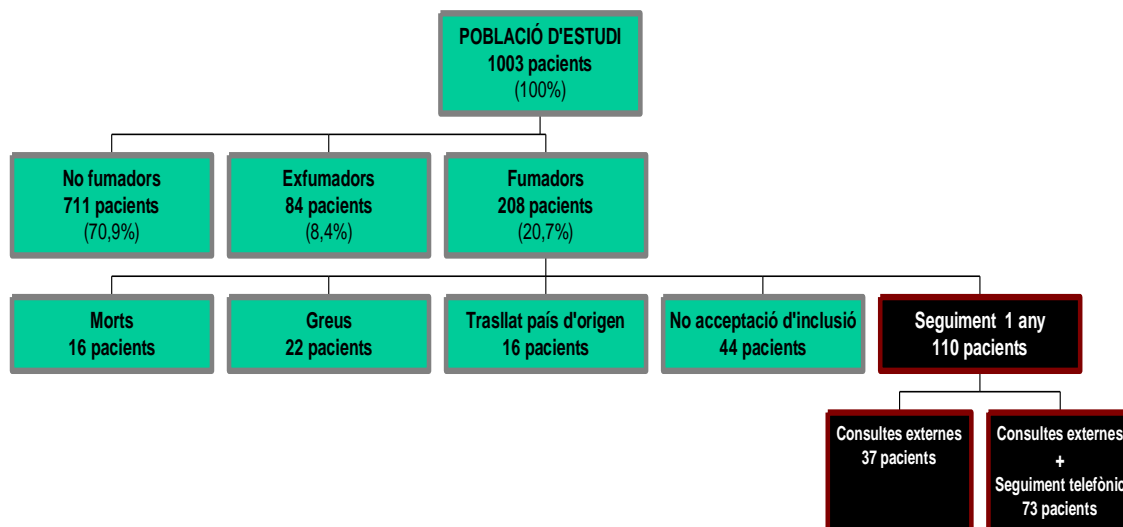 POBLACIÓ D'ESTUDI
1003 pacients
(100%)
No fumadors
711 pacients
(70,9%)
Exfumadors
84 pacients
(8,4%)
Fumadors
208 pacients
(20,7%)
Morts
16 pacients
Greus
22 pacients
Trasllat país d'origen
16 pacients
No acceptació d'inclusió
44 pacients
Seguiment 1 any
110 pacients
Consultes externes
37 pacients
Consultes externes
+
Seguiment telefònic
73 pacients